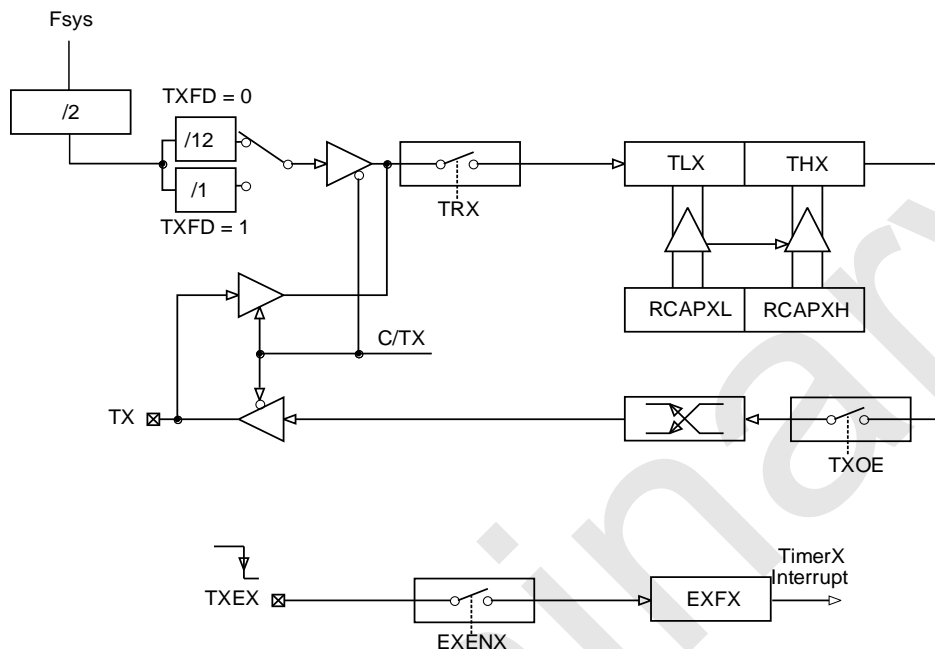 Fsys
/2
TXFD = 0
/12
/1
TXFD = 1
TRX
TLX
THX
RCAPXL
RCAPXH
C/TX
TX
TXOE
TXEX
EXENX
EXFX
TimerX
Interrupt